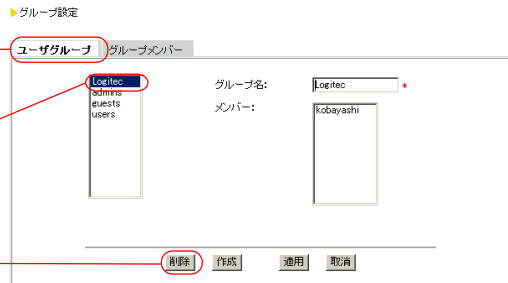 ▶グループ設定
ユーザグループ グループメンバー
Logitec
admins
guests
users
グループ名: Logitec *
メンバー:
kobayashi
削除 作成 適用 取消